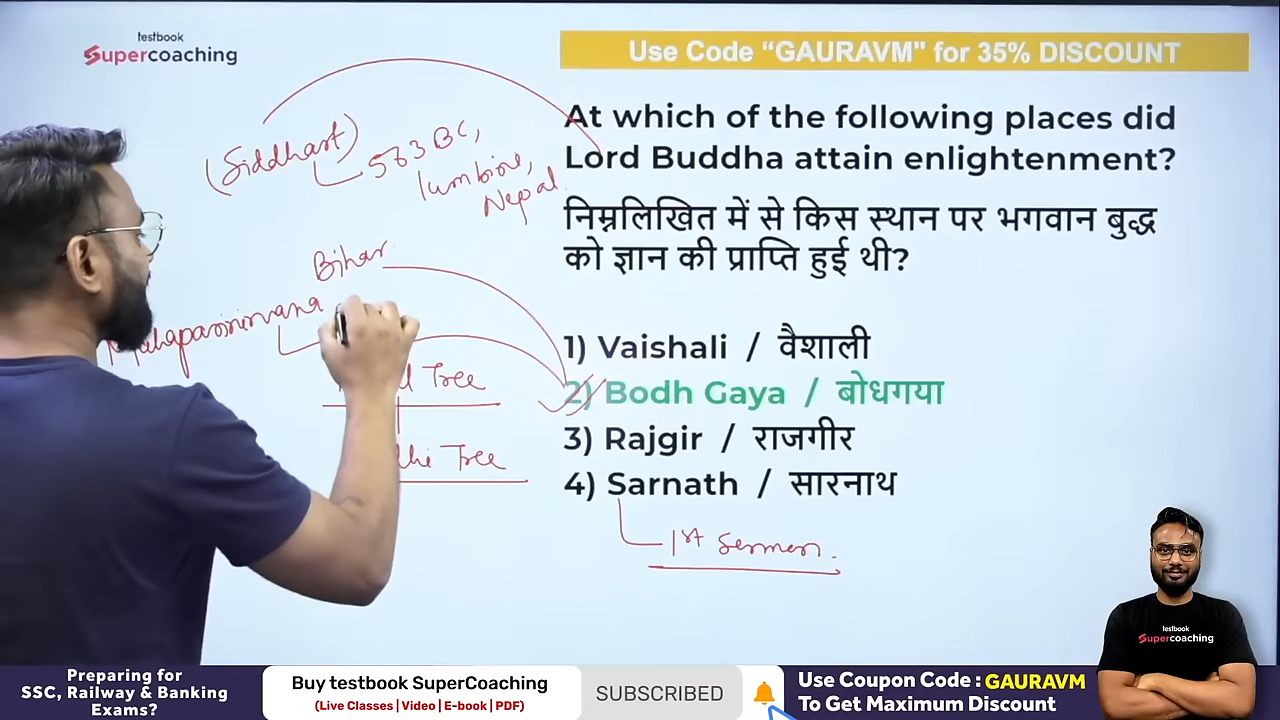 testbook
Supercoaching
Use Code “GAURAVM" for 35% DISCOUNT
At which of the following places did
Lord Buddha attain enlightenment?
निम्नलिखित में से किस स्थान पर भगवान बुद्ध
को ज्ञान की प्राप्ति हुई थी?
1) Vaishali / वैशाली
2) Bodh Gaya / बोधगया
3) Rajgir / राजगीर
4) Sarnath / सारनाथ
1st Sermon.
(Siddhart)
563 BC,
Lumbini,
Nepal.
Bihar
Mahaparinirvana
Tree
Tree
testbook
Supercoaching
Preparing for
SSC, Railway & Banking
Exams?
Buy testbook SuperCoaching
(Live Classes | Video | E-book | PDF)
SUBSCRIBED
Use Coupon Code : GAURAVM
To Get Maximum Discount